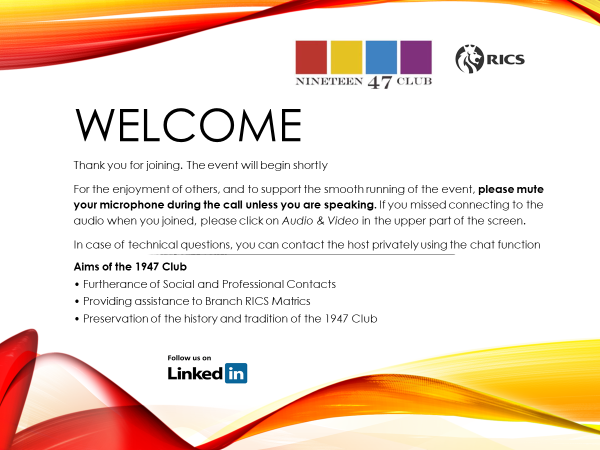 NINETEEN 47 CLUB
RICS
WELCOME
Thank you for joining. The event will begin shortly
For the enjoyment of others, and to support the smooth running of the event, please mute
your microphone during the call unless you are speaking. If you missed connecting to the
audio when you joined, please click on Audio & Video in the upper part of the screen.
In case of technical questions, you can contact the host privately using the chat function
Aims of the 1947 Club
• Furtherance of Social and Professional Contacts
• Providing assistance to Branch RICS Matrics
• Preservation of the history and tradition of the 1947 Club
Follow us on
Linked in